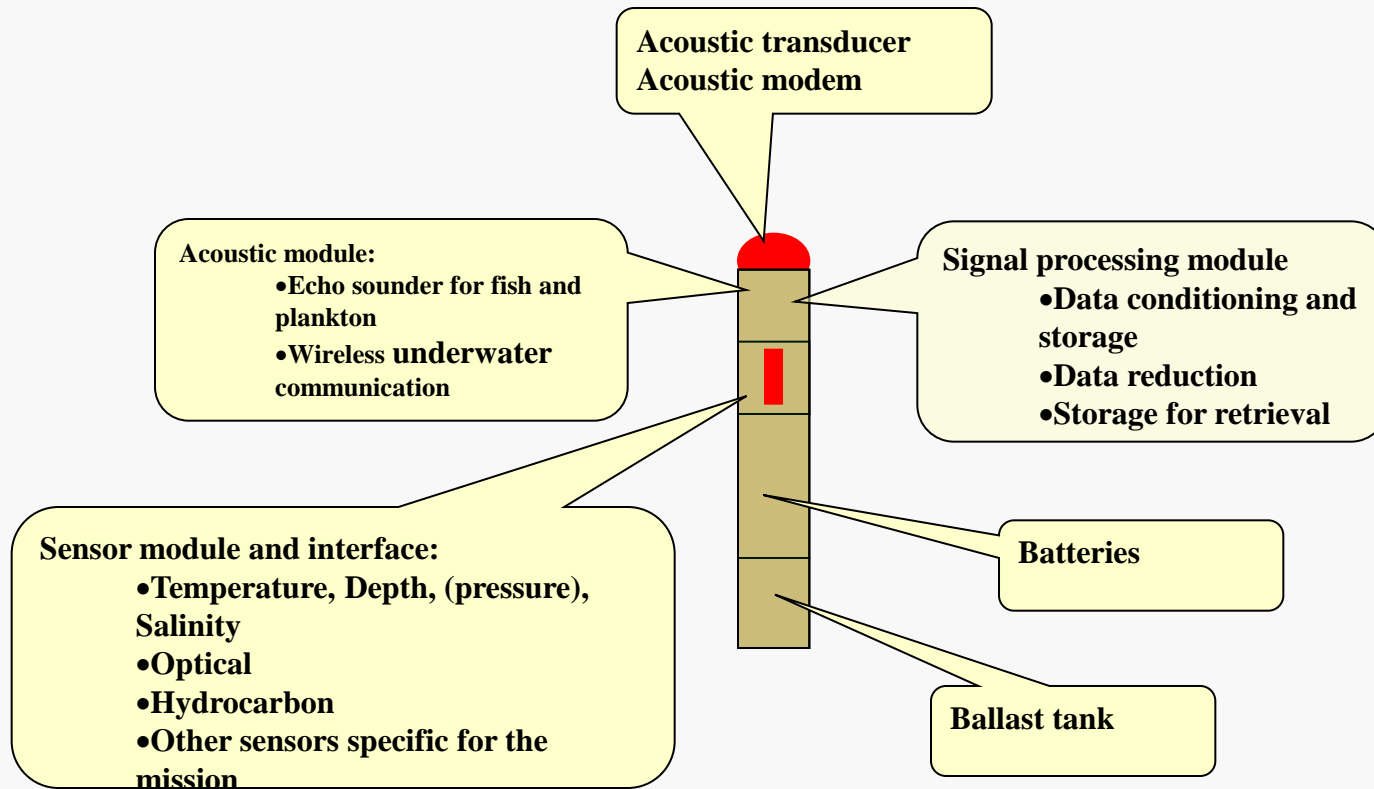 Acoustic transducer
Acoustic modem
Acoustic module:
•Echo sounder for fish and
plankton
•Wireless underwater
communication
Signal processing module
•Data conditioning and
storage
•Data reduction
•Storage for retrieval
Sensor module and interface:
•Temperature, Depth, (pressure),
Salinity
•Optical
•Hydrocarbon
•Other sensors specific for the
mission
Batteries
Ballast tank